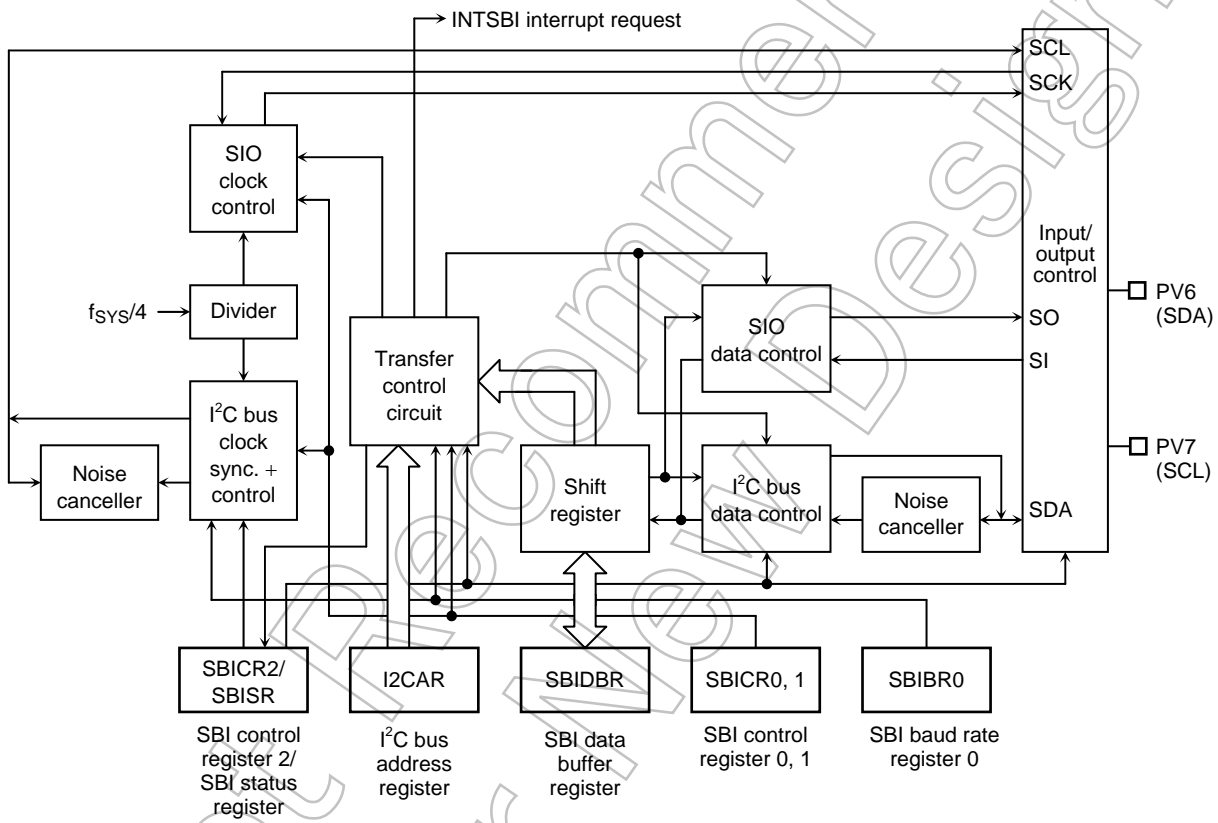 INTSBI interrupt request
SCL
SCK
SIO
clock
control
Input/
output
control
fSYS/4
Divider
PV6
(SDA)
SIO
data control
SO
SI
Transfer
control
circuit
I2C bus
clock
sync. +
control
Noise
canceller
PV7
(SCL)
Shift
register
I2C bus
data control
Noise
canceller
SDA
SBICR2/
SBISR
I2CAR
SBIDBR
SBICR0, 1
SBIBR0
SBI control
register 2/
SBI status
register
I2C bus
address
register
SBI data
buffer
register
SBI control
register 0, 1
SBI baud rate
register 0
t Recommen
r New Design